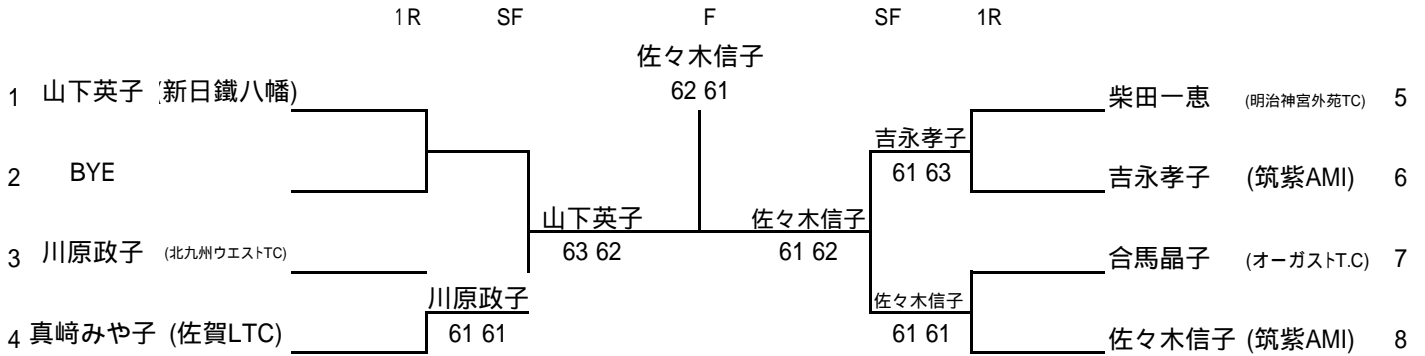 1R SF F SF 1R
佐々木信子
62 61
1 山下英子 (新日鐵八幡)
柴田一恵 (明治神宮外苑TC) 5
吉永孝子
61 63
2 BYE
吉永孝子 (筑紫AMI) 6
山下英子
63 62
佐々木信子
61 62
3 川原政子 (北九州ウエストTC)
合馬晶子 (オーガストT.C) 7
川原政子
61 61
佐々木信子
61 61
4 真﨑みや子 (佐賀LTC)
佐々木信子 (筑紫AMI) 8